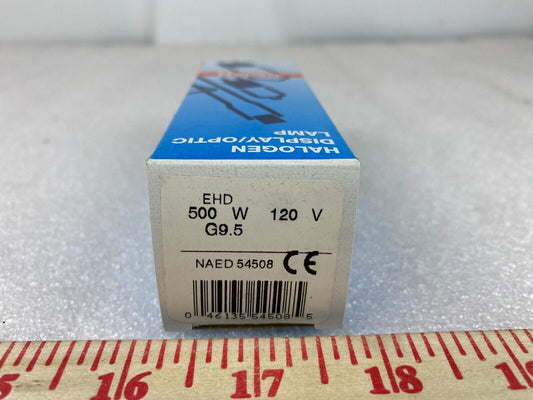 HALOGEN
DISPLAY/OPTIC
LAMP
EHD
500 W 120 V
G9.5
NAED 54508 CE
0 46135 54508 5
15 16 17 18